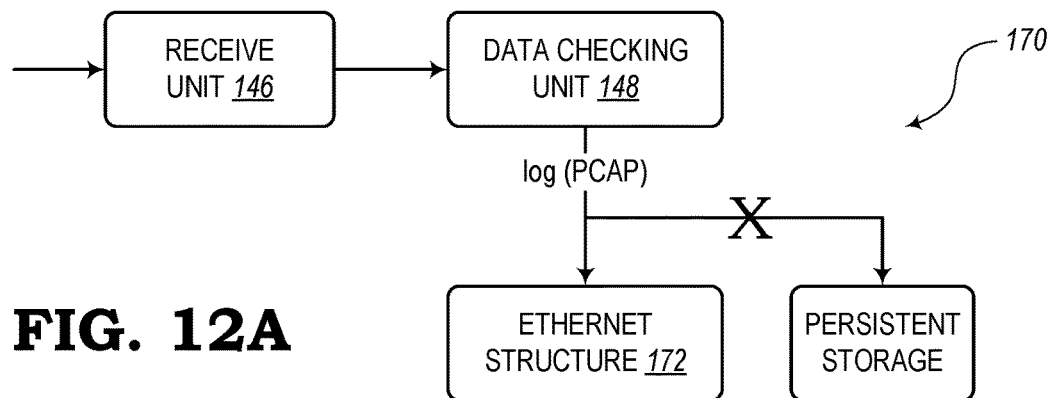 RECEIVE
UNIT 146
DATA CHECKING
UNIT 148
170
log (PCAP)
X
FIG. 12A
ETHERNET
STRUCTURE 172
PERSISTENT
STORAGE